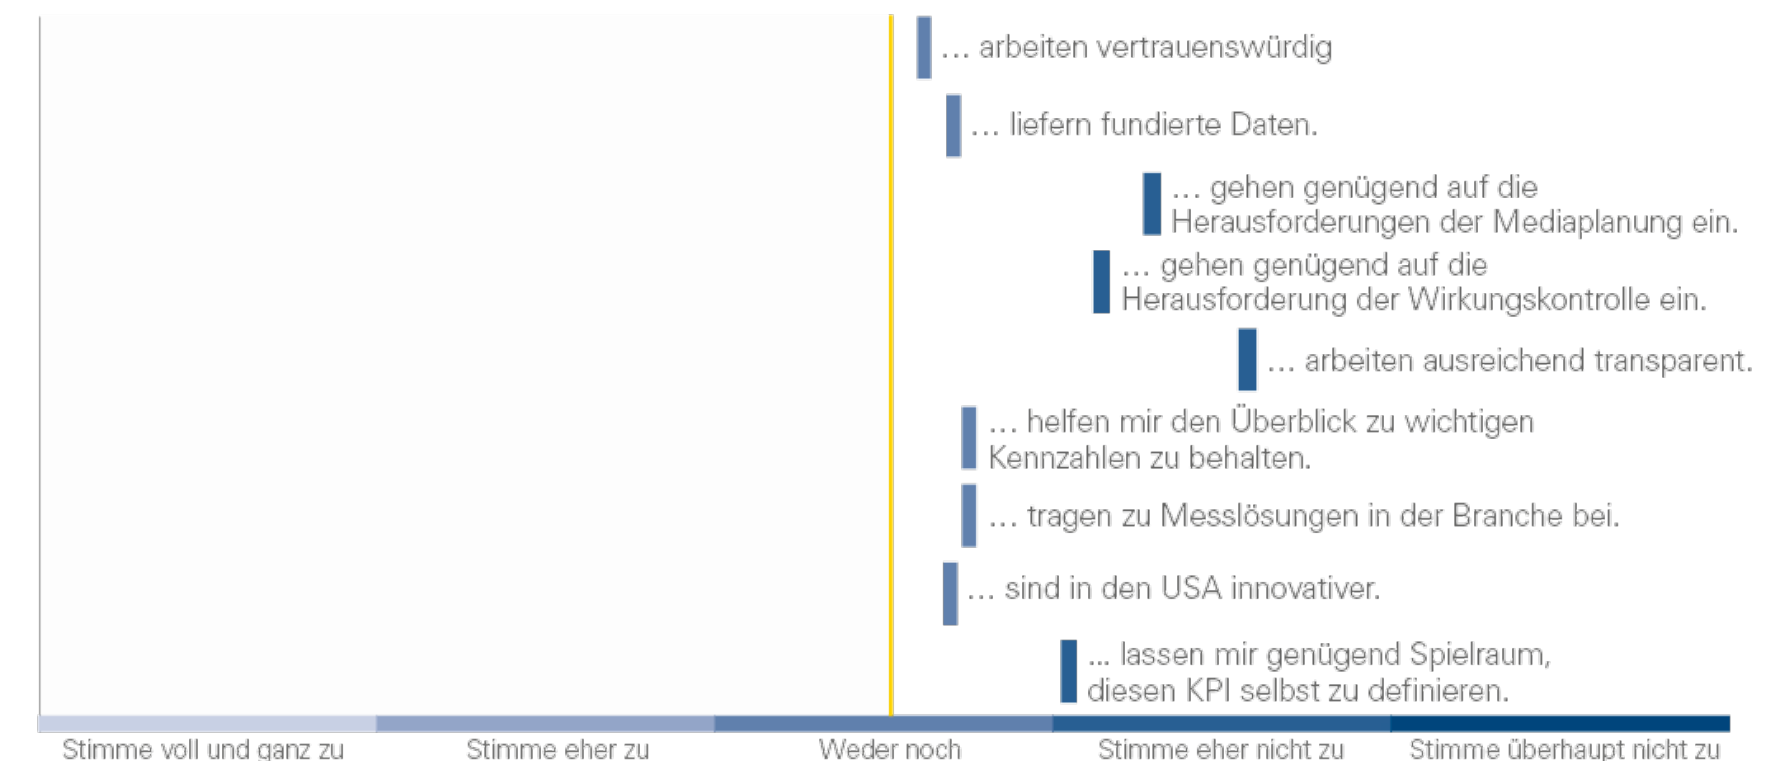 … arbeiten vertrauenswürdig
… liefern fundierte Daten.
… gehen genügend auf die
Herausforderungen der Mediaplanung ein.
… gehen genügend auf die
Herausforderung der Wirkungskontrolle ein.
… arbeiten ausreichend transparent.
… helfen mir den Überblick zu wichtigen
Kennzahlen zu behalten.
… tragen zu Messlösungen in der Branche bei.
… sind in den USA innovativer.
... lassen mir genügend Spielraum,
diesen KPI selbst zu definieren.
Stimme voll und ganz zu
Stimme eher zu
Weder noch
Stimme eher nicht zu
Stimme überhaupt nicht zu